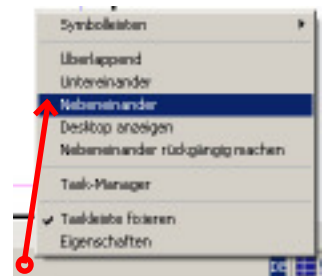 Symbolleisten
Überlappend
Untereinander
Nebeneinander
Desktop anzeigen
Nebeneinander rückgängig machen
Task-Manager
Taskleiste fixieren
Eigenschaften